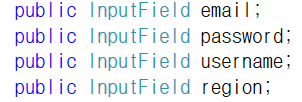 public InputField email;
public InputField password;
public InputField username;
public InputField region;